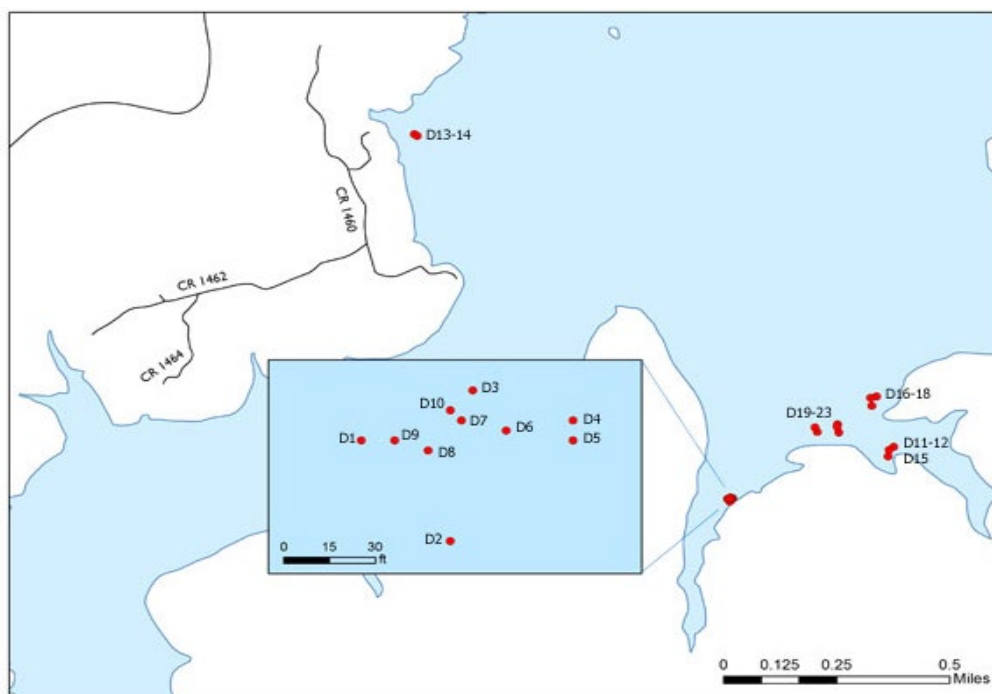 D13-14
CR 1460
CR 1462
CR 1464
D3
D10
D7
D4
D6
D1
D9
D5
D8
D2
0 15 30
ft
D16-18
D19-23
D11-12
D15
0 0.125 0.25 0.5
Miles